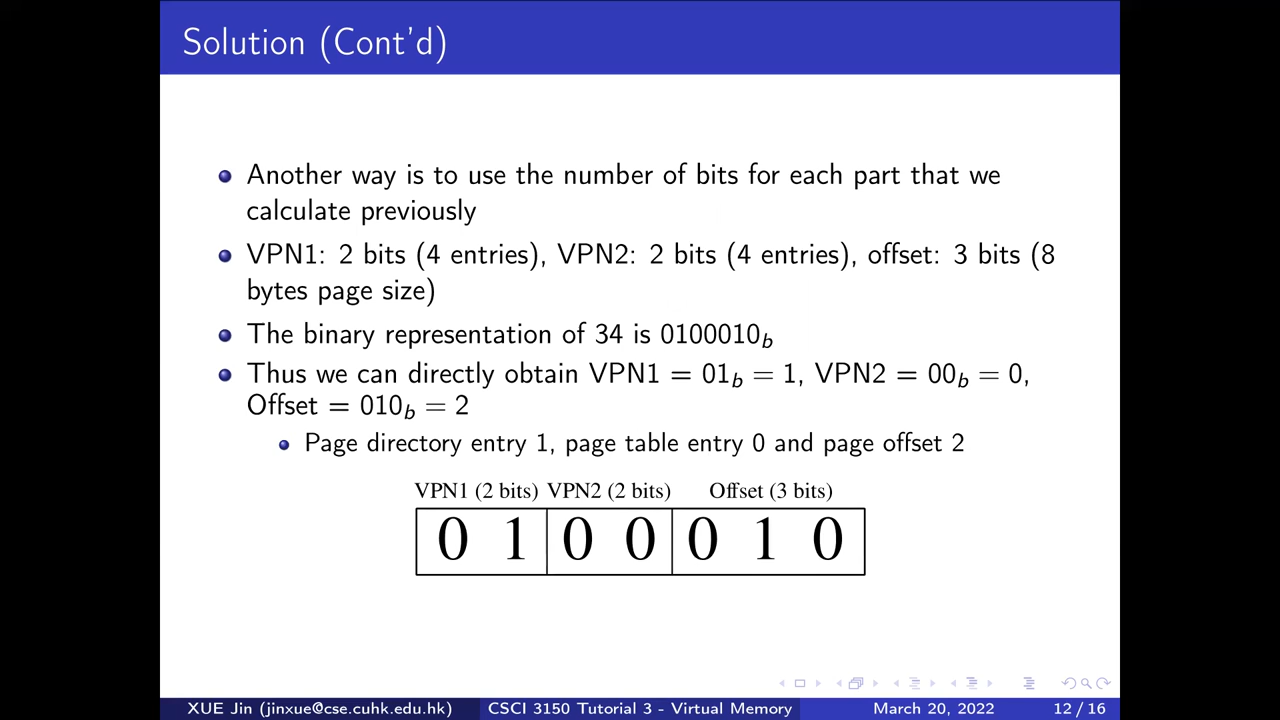 Solution (Cont'd)
Another way is to use the number of bits for each part that we
calculate previously
VPN1: 2 bits (4 entries), VPN2: 2 bits (4 entries), offset: 3 bits (8
bytes page size)
The binary representation of 34 is 0100010b
Thus we can directly obtain VPN1 = 01b = 1, VPN2 = 00b = 0,
Offset = 010b = 2
Page directory entry 1, page table entry 0 and page offset 2
VPN1 (2 bits) VPN2 (2 bits) Offset (3 bits)
0 1 0 0 0 1 0
XUE Jin (jinxue@cse.cuhk.edu.hk) CSCI 3150 Tutorial 3 - Virtual Memory March 20, 2022 12 / 16